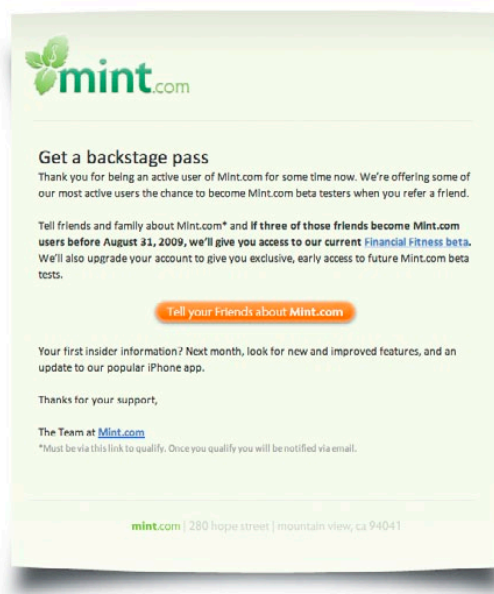 mint.com
Get a backstage pass
Thank you for being an active user of Mint.com for some time now. We're offering some of
our most active users the chance to become Mint.com beta testers when you refer a friend.
Tell friends and family about Mint.com* and if three of those friends become Mint.com
users before August 31, 2009, we'll give you access to our current Financial Fitness beta.
We'll also upgrade your account to give you exclusive, early access to future Mint.com beta
tests.
Tell your Friends about Mint.com
Your first insider information? Next month, look for new and improved features, and an
update to our popular iPhone app.
Thanks for your support,
The Team at Mint.com
*Must be via this link to qualify. Once you qualify you will be notified via email.
mint.com | 280 hope street | mountain view, ca 94041